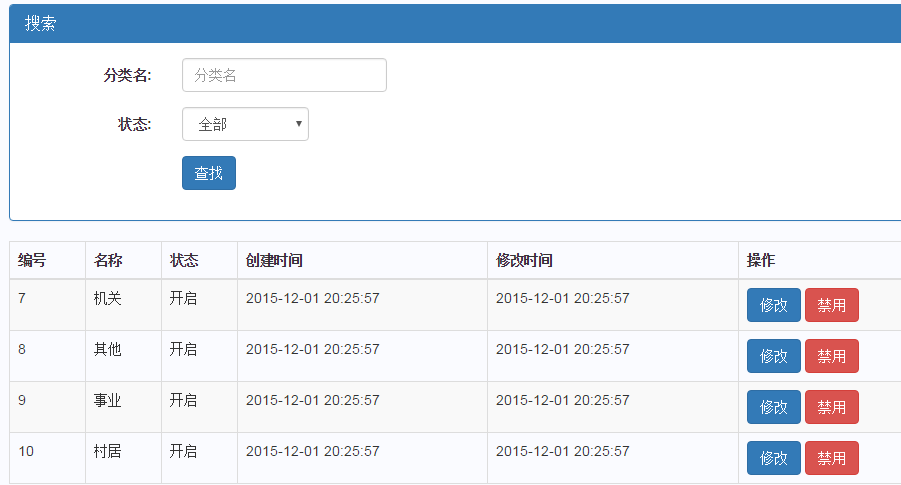 搜索
分类名: 分类名
状态: 全部
查找
编号 名称 状态 创建时间 修改时间 操作
7 机关 开启 2015-12-01 20:25:57 2015-12-01 20:25:57 修改 禁用
8 其他 开启 2015-12-01 20:25:57 2015-12-01 20:25:57 修改 禁用
9 事业 开启 2015-12-01 20:25:57 2015-12-01 20:25:57 修改 禁用
10 村居 开启 2015-12-01 20:25:57 2015-12-01 20:25:57 修改 禁用